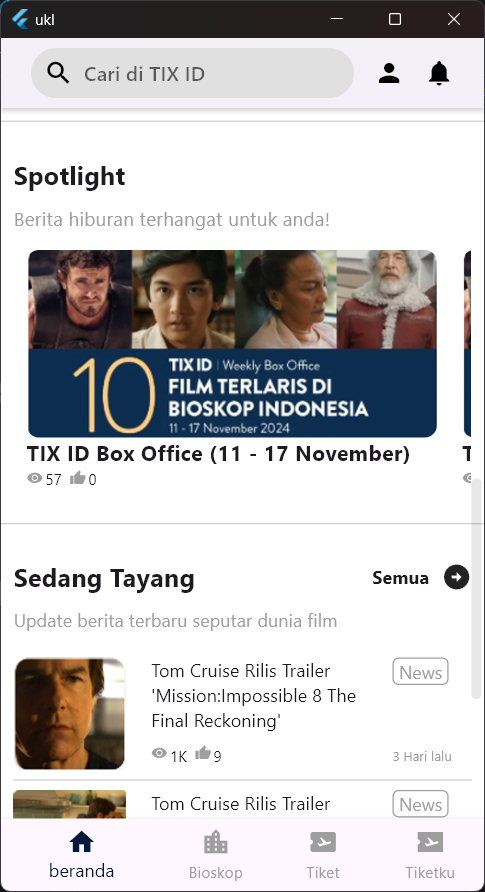 ukl
Cari di TIX ID
Spotlight
Berita hiburan terhangat untuk anda!
10
TIX ID | Weekly Box Office
FILM TERLARIS DI
BIOSKOP INDONESIA
11 - 17 November 2024
TIX ID Box Office (11 - 17 November)
57 0
Sedang Tayang
Semua
Update berita terbaru seputar dunia film
Tom Cruise Rilis Trailer
'Mission:Impossible 8 The
Final Reckoning'
News
1K 9
3 Hari lalu
Tom Cruise Rilis Trailer
News
beranda
Bioskop
Tiket
Tiketku